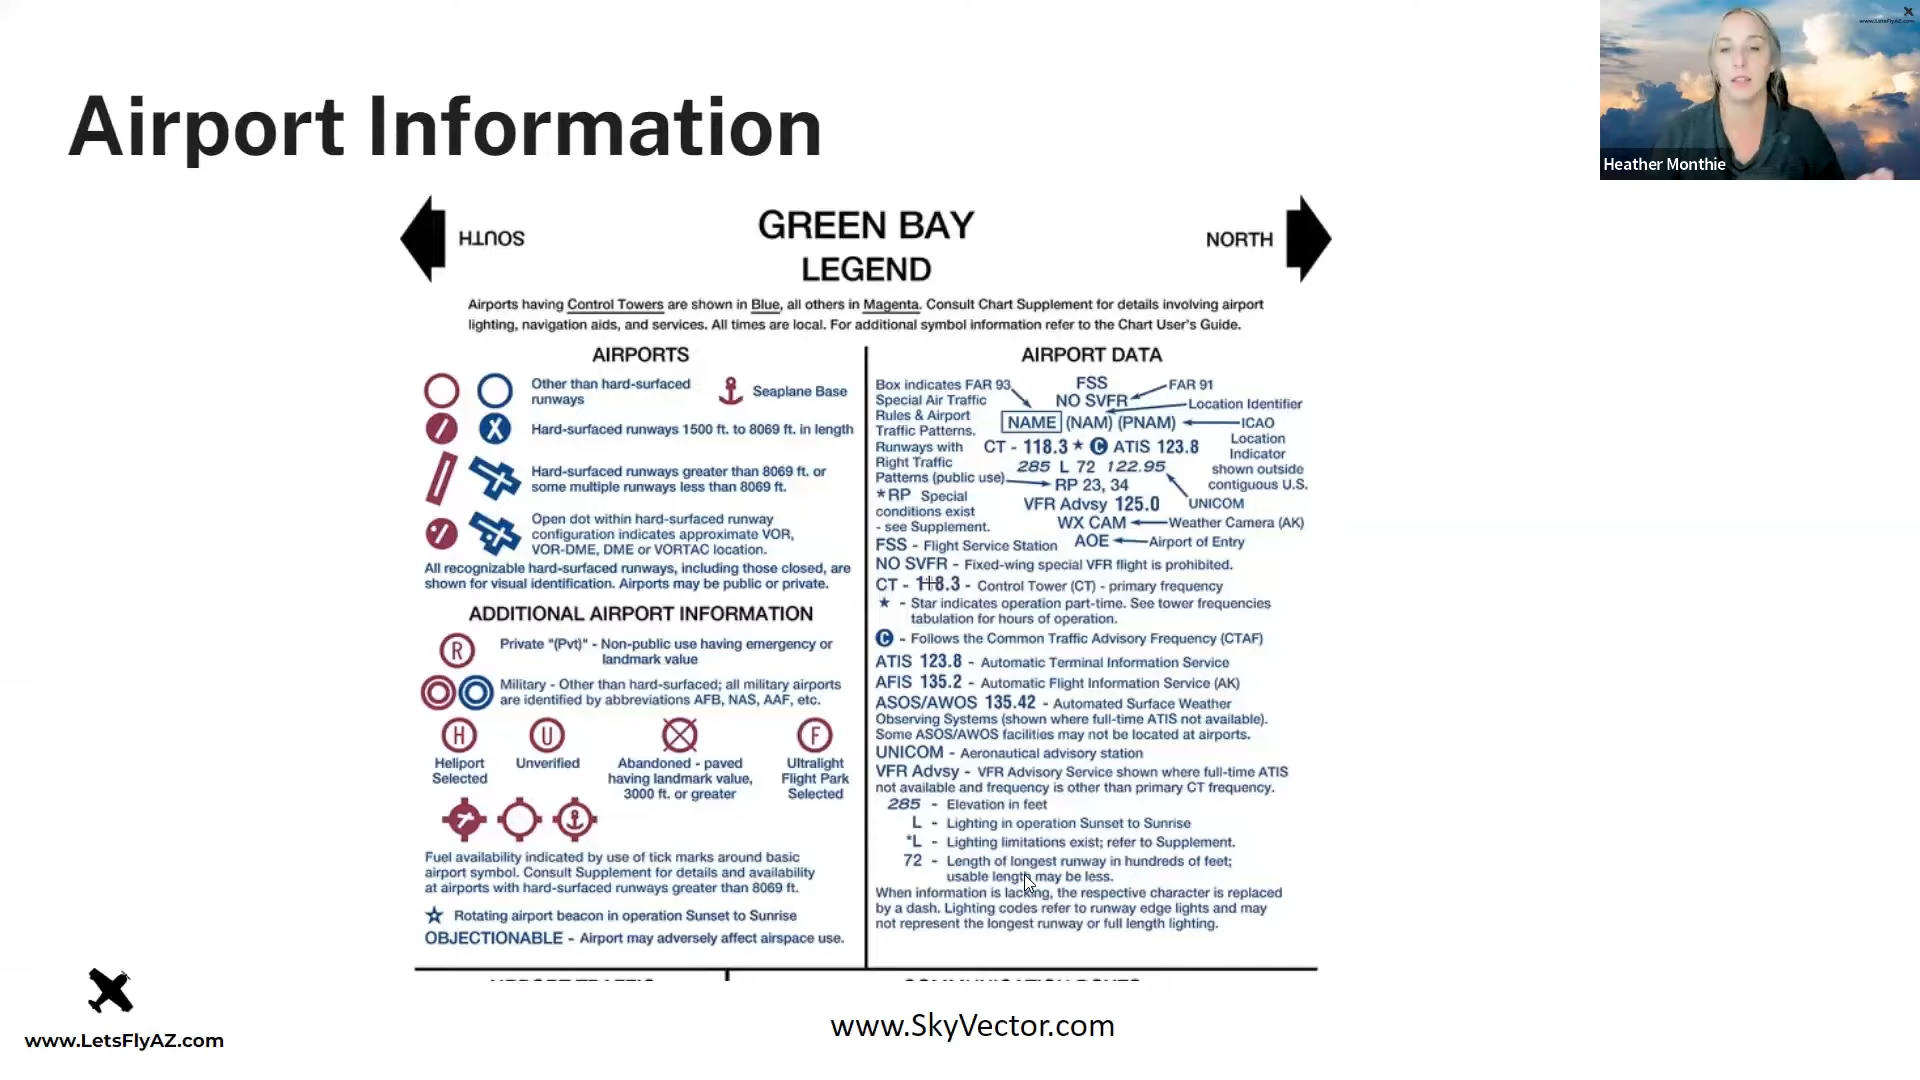 Airport Information
www.LetsFlyAZ.com
Heather Monthie
SOUTH
GREEN BAY
LEGEND
NORTH
Airports having Control Towers are shown in Blue, all others in Magenta. Consult Chart Supplement for details involving airport
lighting, navigation aids, and services. All times are local. For additional symbol information refer to the Chart User's Guide.
AIRPORTS
Other than hard-surfaced
runways
Seaplane Base
Hard-surfaced runways 1500 ft. to 8069 ft. in length
Hard-surfaced runways greater than 8069 ft. or
some multiple runways less than 8069 ft.
Open dot within hard-surfaced runway
configuration indicates approximate VOR,
VOR-DME, DME or VORTAC location.
All recognizable hard-surfaced runways, including those closed, are
shown for visual identification. Airports may be public or private.
ADDITIONAL AIRPORT INFORMATION
R
Private "(Pvt)" - Non-public use having emergency or
landmark value
Military - Other than hard-surfaced; all military airports
are identified by abbreviations AFB, NAS, AAF, etc.
H
Heliport
Selected
U
Unverified
Abandoned - paved
having landmark value,
3000 ft. or greater
F
Ultralight
Flight Park
Selected
Fuel availability indicated by use of tick marks around basic
airport symbol. Consult Supplement for details and availability
at airports with hard-surfaced runways greater than 8069 ft.
Rotating airport beacon in operation Sunset to Sunrise
OBJECTIONABLE - Airport may adversely affect airspace use.
AIRPORT DATA
Box indicates FAR 93
Special Air Traffic
Rules & Airport
Traffic Patterns.
Runways with
Right Traffic
Patterns (public use)
*RP Special
conditions exist
- see Supplement.
FSS
NO SVFR
NAME (NAM) (PNAM)
CT - 118.3 ★ C ATIS 123.8
285 L 72 122.95
RP 23, 34
VFR Advsy 125.0
WX CAM
AOE
FAR 91
Location Identifier
ICAO
Location
Indicator
shown outside
contiguous U.S.
UNICOM
Weather Camera (AK)
Airport of Entry
FSS - Flight Service Station
NO SVFR - Fixed-wing special VFR flight is prohibited.
CT - 118.3 - Control Tower (CT) - primary frequency
★ - Star indicates operation part-time. See tower frequencies
tabulation for hours of operation.
C - Follows the Common Traffic Advisory Frequency (CTAF)
ATIS 123.8 - Automatic Terminal Information Service
AFIS 135.2 - Automatic Flight Information Service (AK)
ASOS/AWOS 135.42 - Automated Surface Weather
Observing Systems (shown where full-time ATIS not available).
Some ASOS/AWOS facilities may not be located at airports.
UNICOM - Aeronautical advisory station
VFR Advsy - VFR Advisory Service shown where full-time ATIS
not available and frequency is other than primary CT frequency.
285 - Elevation in feet
L - Lighting in operation Sunset to Sunrise
*L - Lighting limitations exist; refer to Supplement.
72 - Length of longest runway in hundreds of feet;
usable length may be less.
When information is lacking, the respective character is replaced
by a dash. Lighting codes refer to runway edge lights and may
not represent the longest runway or full length lighting.
www.LetsFlyAZ.com
www.SkyVector.com